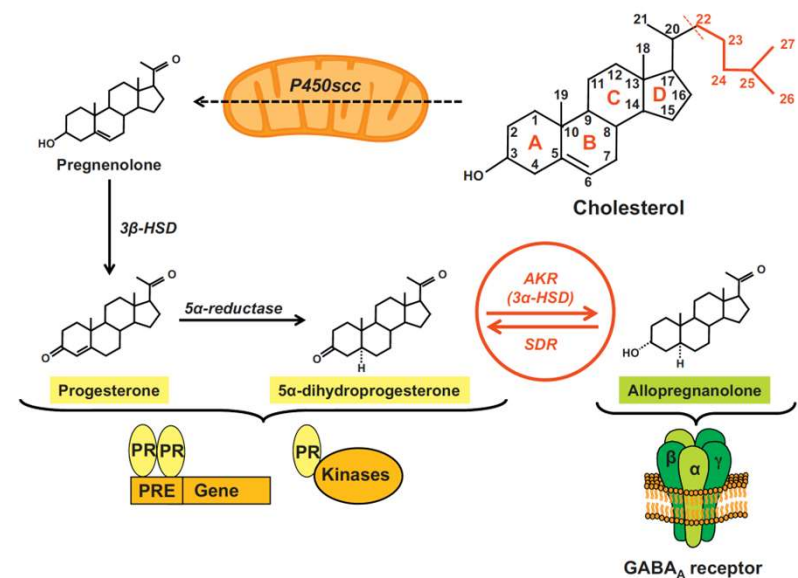 21
22
20
23
27
18
12
17
24
25
11
13
D
16
26
C
19
14
15
1
9
2
10
8
A
B
3
5
7
4
6
HO
Cholesterol
P450scc
O
HO
Pregnenolone
3β-HSD
O
O
Progesterone
5α-reductase
O
O
H
5α-dihydroprogesterone
AKR
(3α-HSD)
SDR
O
HO
H
Allopregnanolone
PR PR
PRE Gene
PR
Kinases
β α γ
GABAA receptor